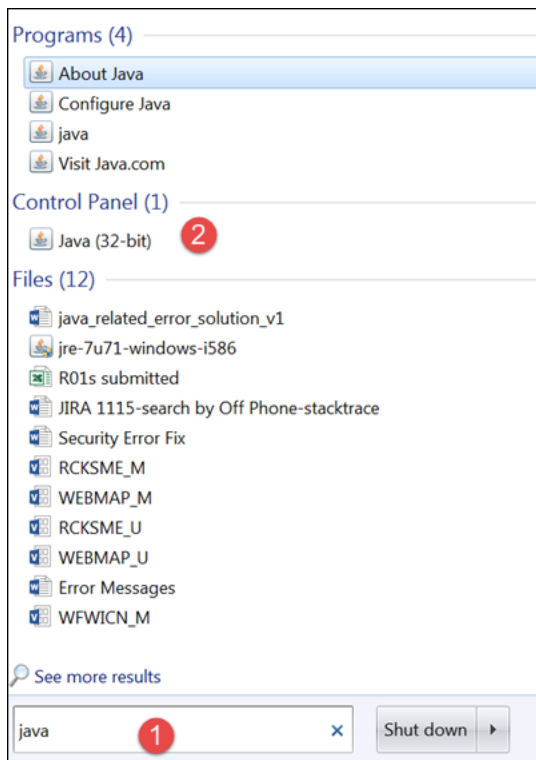 Programs (4)
About Java
Configure Java
java
Visit Java.com
Control Panel (1)
Java (32-bit)
2
Files (12)
java_related_error_solution_v1
jre-7u71-windows-i586
R01s submitted
JIRA 1115-search by Off Phone-stacktrace
Security Error Fix
RCKSME_M
WEBMAP_M
RCKSME_U
WEBMAP_U
Error Messages
WFWICN_M
See more results
java 1 × Shut down